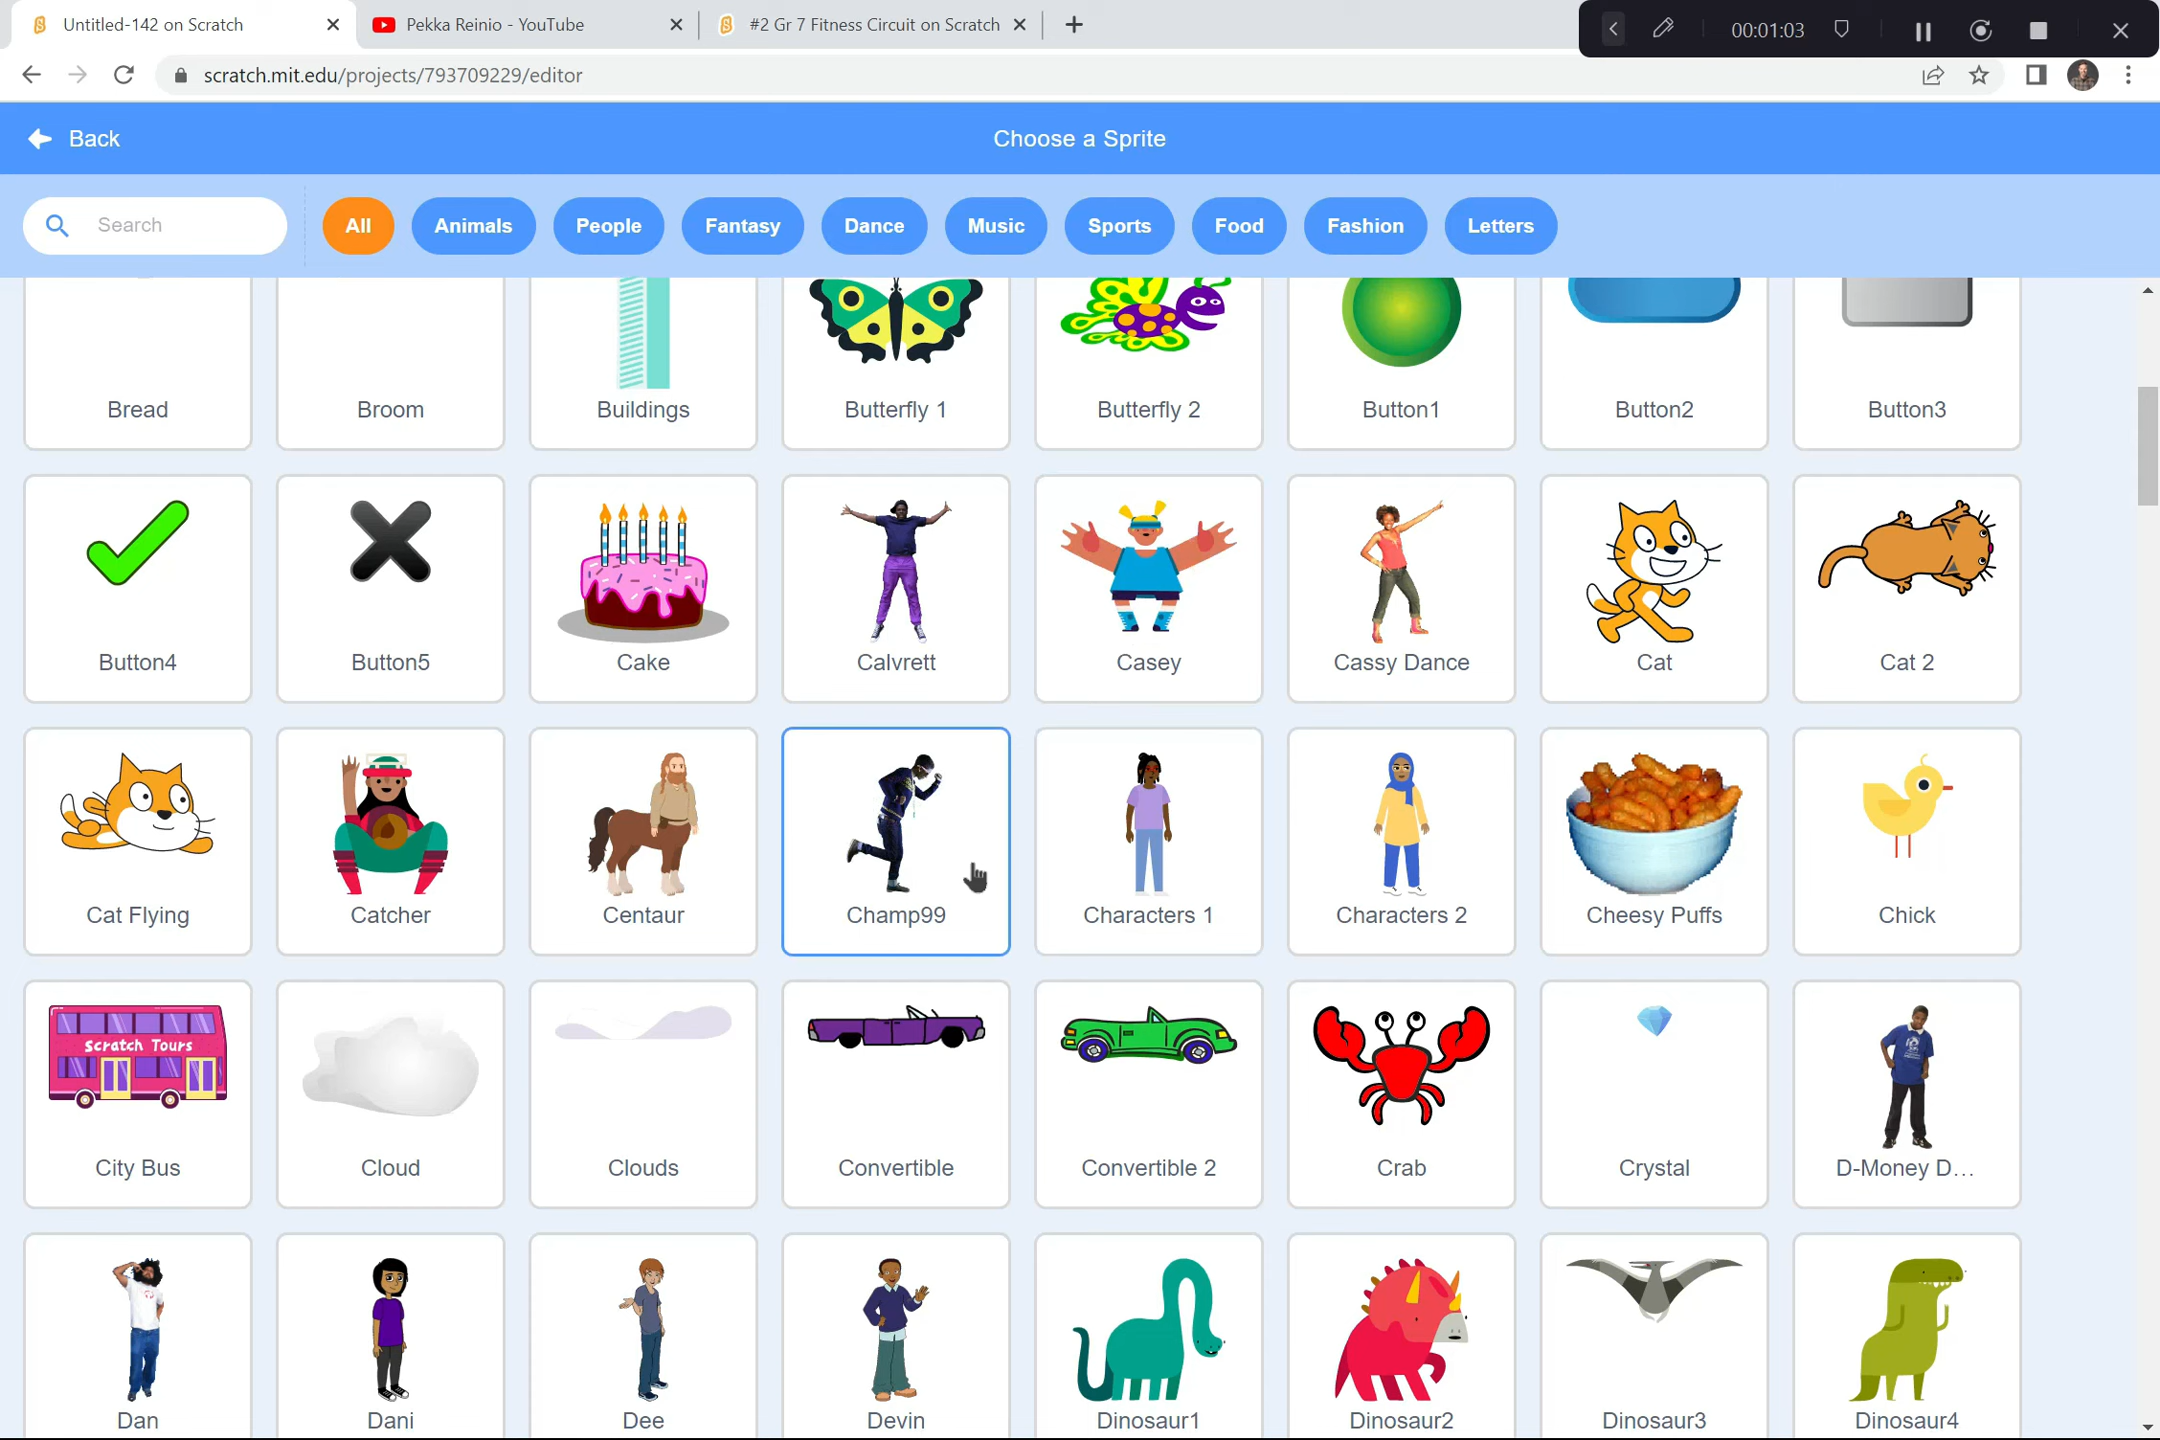 Untitled-142 on Scratch
Pekka Reinio - YouTube
#2 Gr 7 Fitness Circuit on Scratch
00:01:03
scratch.mit.edu/projects/793709229/editor
Back
Choose a Sprite
Search
All
Animals
People
Fantasy
Dance
Music
Sports
Food
Fashion
Letters
Bread
Broom
Buildings
Butterfly 1
Butterfly 2
Button1
Button2
Button3
Button4
Button5
Cake
Calvrett
Casey
Cassy Dance
Cat
Cat 2
Cat Flying
Catcher
Centaur
Champ99
Characters 1
Characters 2
Cheesy Puffs
Chick
Scratch Tours
City Bus
Cloud
Clouds
Convertible
Convertible 2
Crab
Crystal
D-Money D...
Dan
Dani
Dee
Devin
Dinosaur1
Dinosaur2
Dinosaur3
Dinosaur4